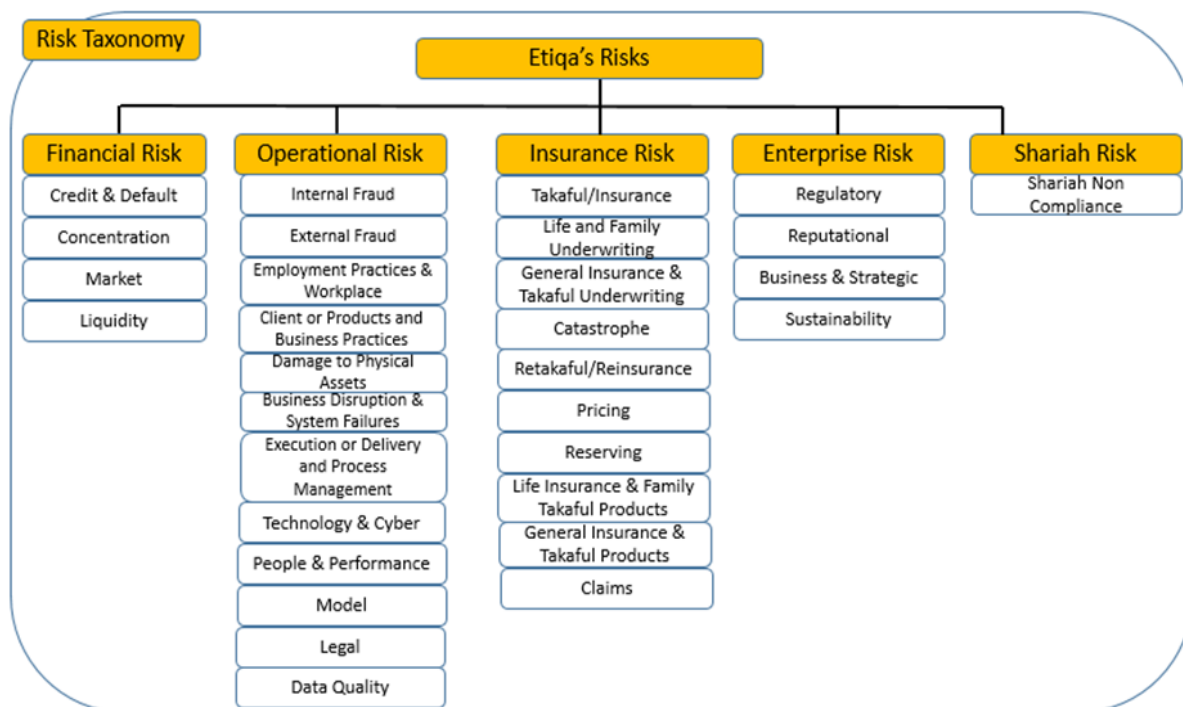 Risk Taxonomy
Etiqa's Risks
Financial Risk
Credit & Default
Concentration
Market
Liquidity
Operational Risk
Internal Fraud
External Fraud
Employment Practices &
Workplace
Client or Products and
Business Practices
Damage to Physical
Assets
Business Disruption &
System Failures
Execution or Delivery
and Process
Management
Technology & Cyber
People & Performance
Model
Legal
Data Quality
Insurance Risk
Takaful/Insurance
Life and Family
Underwriting
General Insurance &
Takaful Underwriting
Catastrophe
Retakaful/Reinsurance
Pricing
Reserving
Life Insurance & Family
Takaful Products
General Insurance &
Takaful Products
Claims
Enterprise Risk
Regulatory
Reputational
Business & Strategic
Sustainability
Shariah Risk
Shariah Non
Compliance